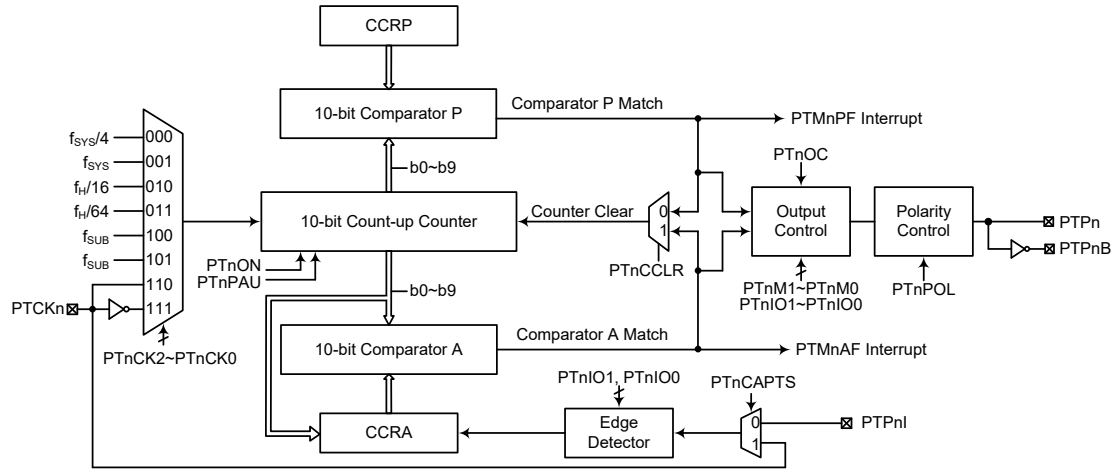 CCRP
10-bit Comparator P
Comparator P Match
PTMnPF Interrupt
b0~b9
fSYS/4
000
fSYS
001
fH/16
010
fH/64
011
fSUB
100
fSUB
101
110
111
PTCKn
PTnCK2~PTnCK0
10-bit Count-up Counter
PTnON
PTnPAU
Counter Clear
0
1
PTnCCLR
PTnOC
Output
Control
PTnM1~PTnM0
PTnIO1~PTnIO0
Polarity
Control
PTnPOL
PTPn
PTPnB
b0~b9
10-bit Comparator A
Comparator A Match
PTMnAF Interrupt
CCRA
PTnIO1, PTnIO0
Edge
Detector
PTnCAPTS
0
1
PTPnI